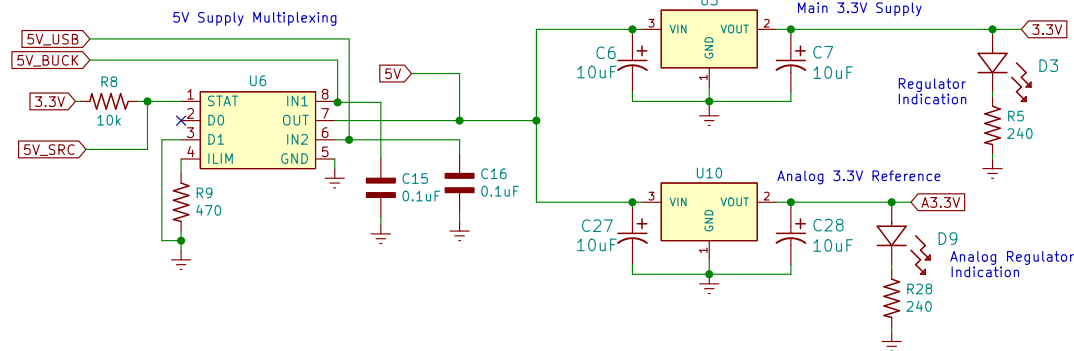 5V Supply Multiplexing
5V_USB
5V_BUCK
R8
10k
3.3V
5V_SRC
U6
1 STAT IN1 8
2 D0 OUT 7
3 D1 IN2 6
4 ILIM GND 5
R9
470
5V
C15
0.1uF
C16
0.1uF
Main 3.3V Supply
3 VIN VOUT 2
GND
1
C6
10uF
C7
10uF
3.3V
D3
Regulator
Indication
R5
240
U10
Analog 3.3V Reference
3 VIN VOUT 2
GND
1
C27
10uF
C28
10uF
A3.3V
D9
Analog Regulator
Indication
R28
240